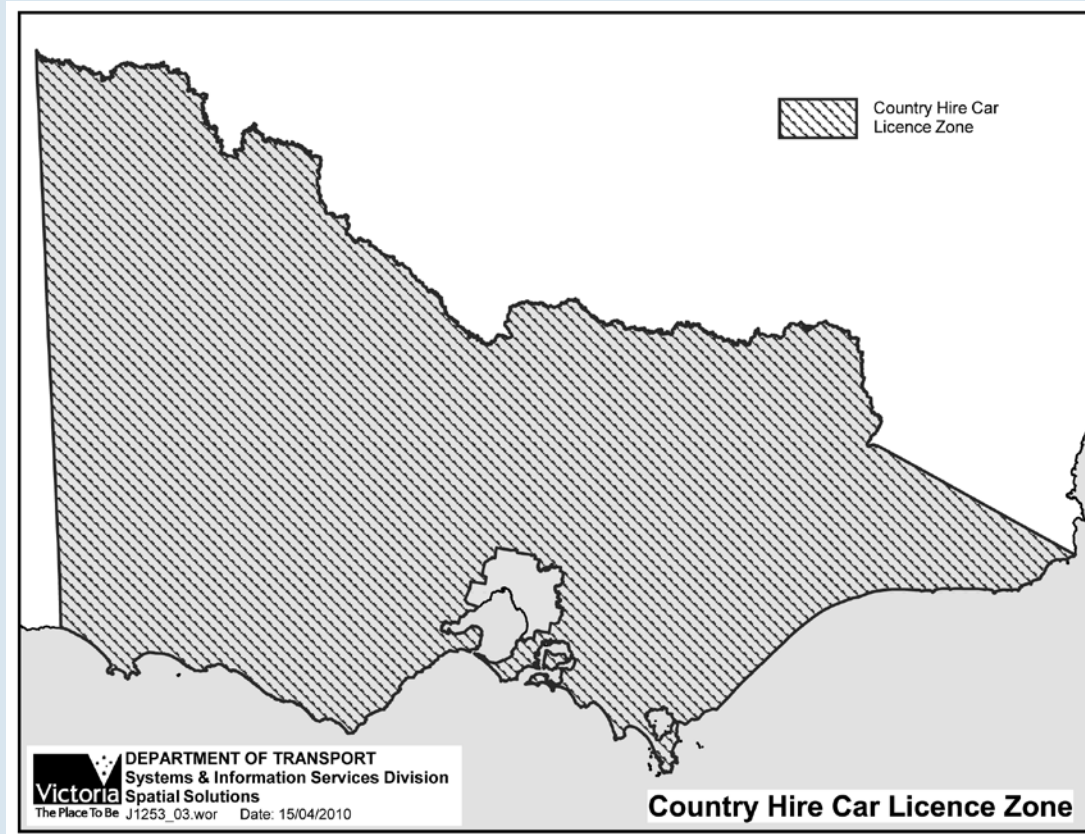 Country Hire Car
Licence Zone
DEPARTMENT OF TRANSPORT
Systems & Information Services Division
Victoria Spatial Solutions
The Place To Be J1253_03.wor Date: 15/04/2010
Country Hire Car Licence Zone